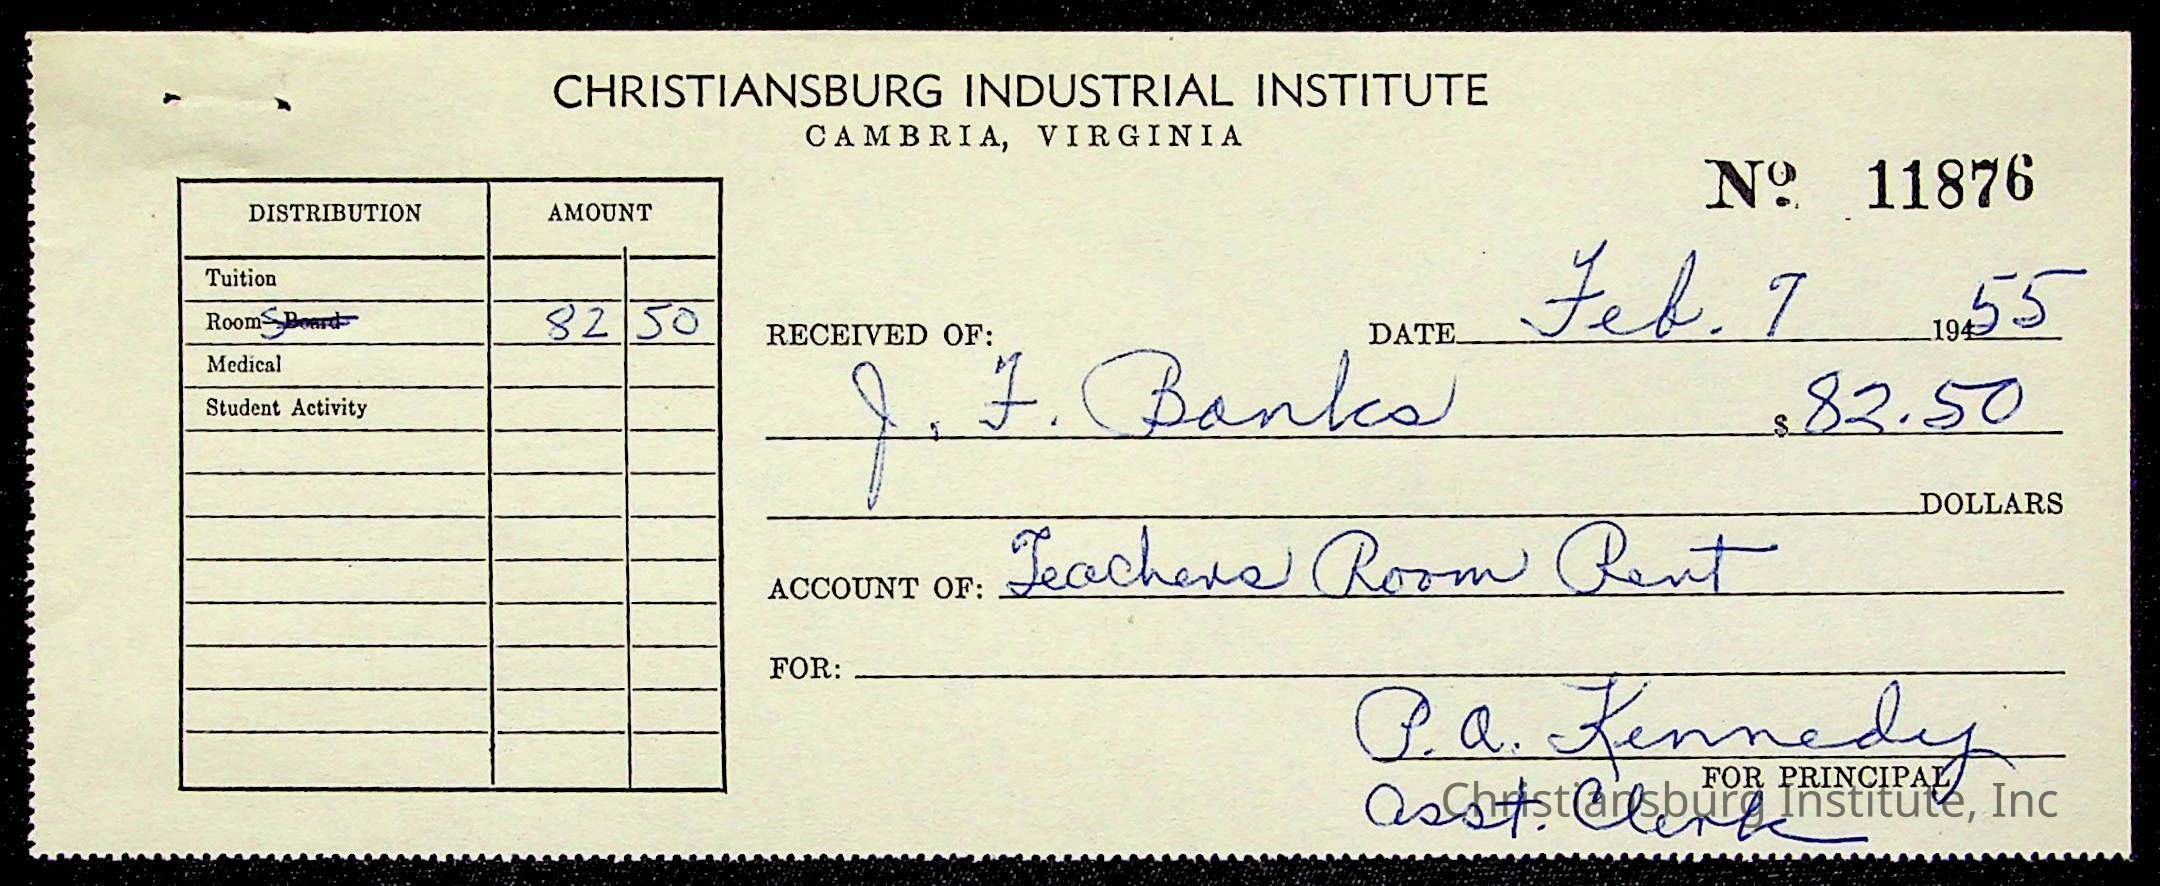 CHRISTIANSBURG INDUSTRIAL INSTITUTE
CAMBRIA, VIRGINIA
Nº 11876
DISTRIBUTION AMOUNT
Tuition
Rooms Board 82 50
Medical
Student Activity
RECEIVED OF: DATE Feb. 7 19455
J. F. Banks $ 82.50
DOLLARS
ACCOUNT OF: Teachers Room Rent
FOR:
P. A. Kennedy
FOR PRINCIPAL
Asst. Clerk
Christiansburg Institute, Inc